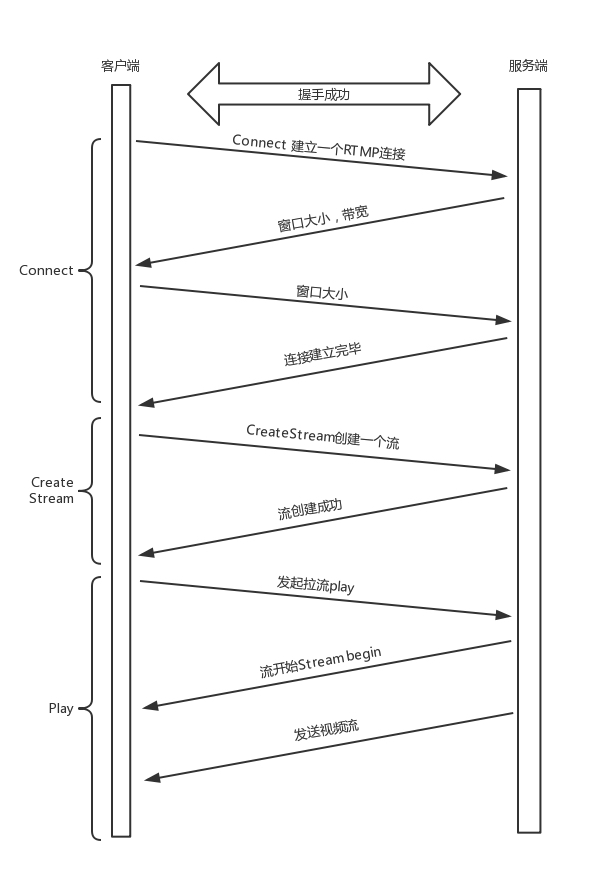 客户端
服务端
握手成功
Connect 建立一个RTMP连接
窗口大小，带宽
Connect
窗口大小
连接建立完毕
CreateStream创建一个流
Create
Stream
流创建成功
发起拉流play
流开始Stream begin
Play
发送视频流